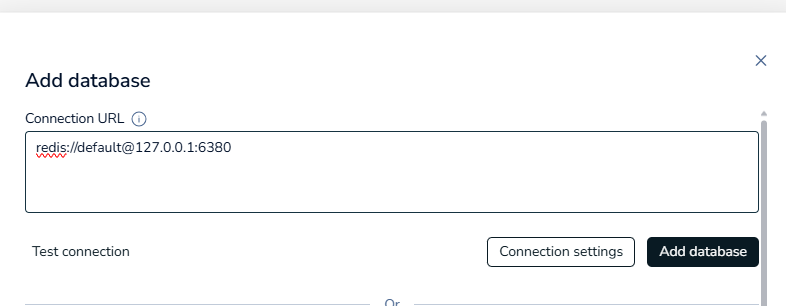 Add database
Connection URL
redis://default@127.0.0.1:6380
Test connection
Connection settings
Add database
Or